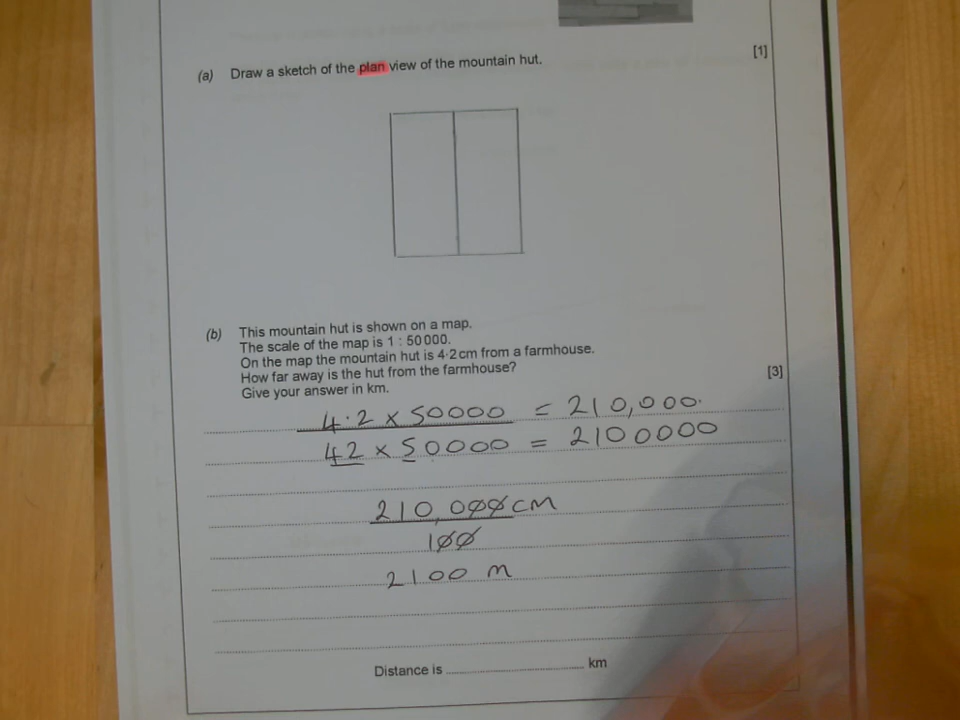 (a) Draw a sketch of the plan view of the mountain hut. [1]
(b) This mountain hut is shown on a map.
The scale of the map is 1 : 50 000.
On the map the mountain hut is 4·2 cm from a farmhouse.
How far away is the hut from the farmhouse?
Give your answer in km. [3]
4.2 x 50000 = 210,000.
42 x 50000 = 2100000
210,000 cm
100
2100 m
Distance is ........................ km